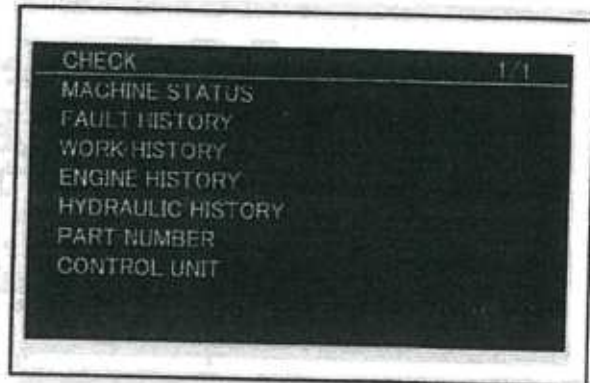 CHECK 1/1
MACHINE STATUS
FAULT HISTORY
WORK HISTORY
ENGINE HISTORY
HYDRAULIC HISTORY
PART NUMBER
CONTROL UNIT